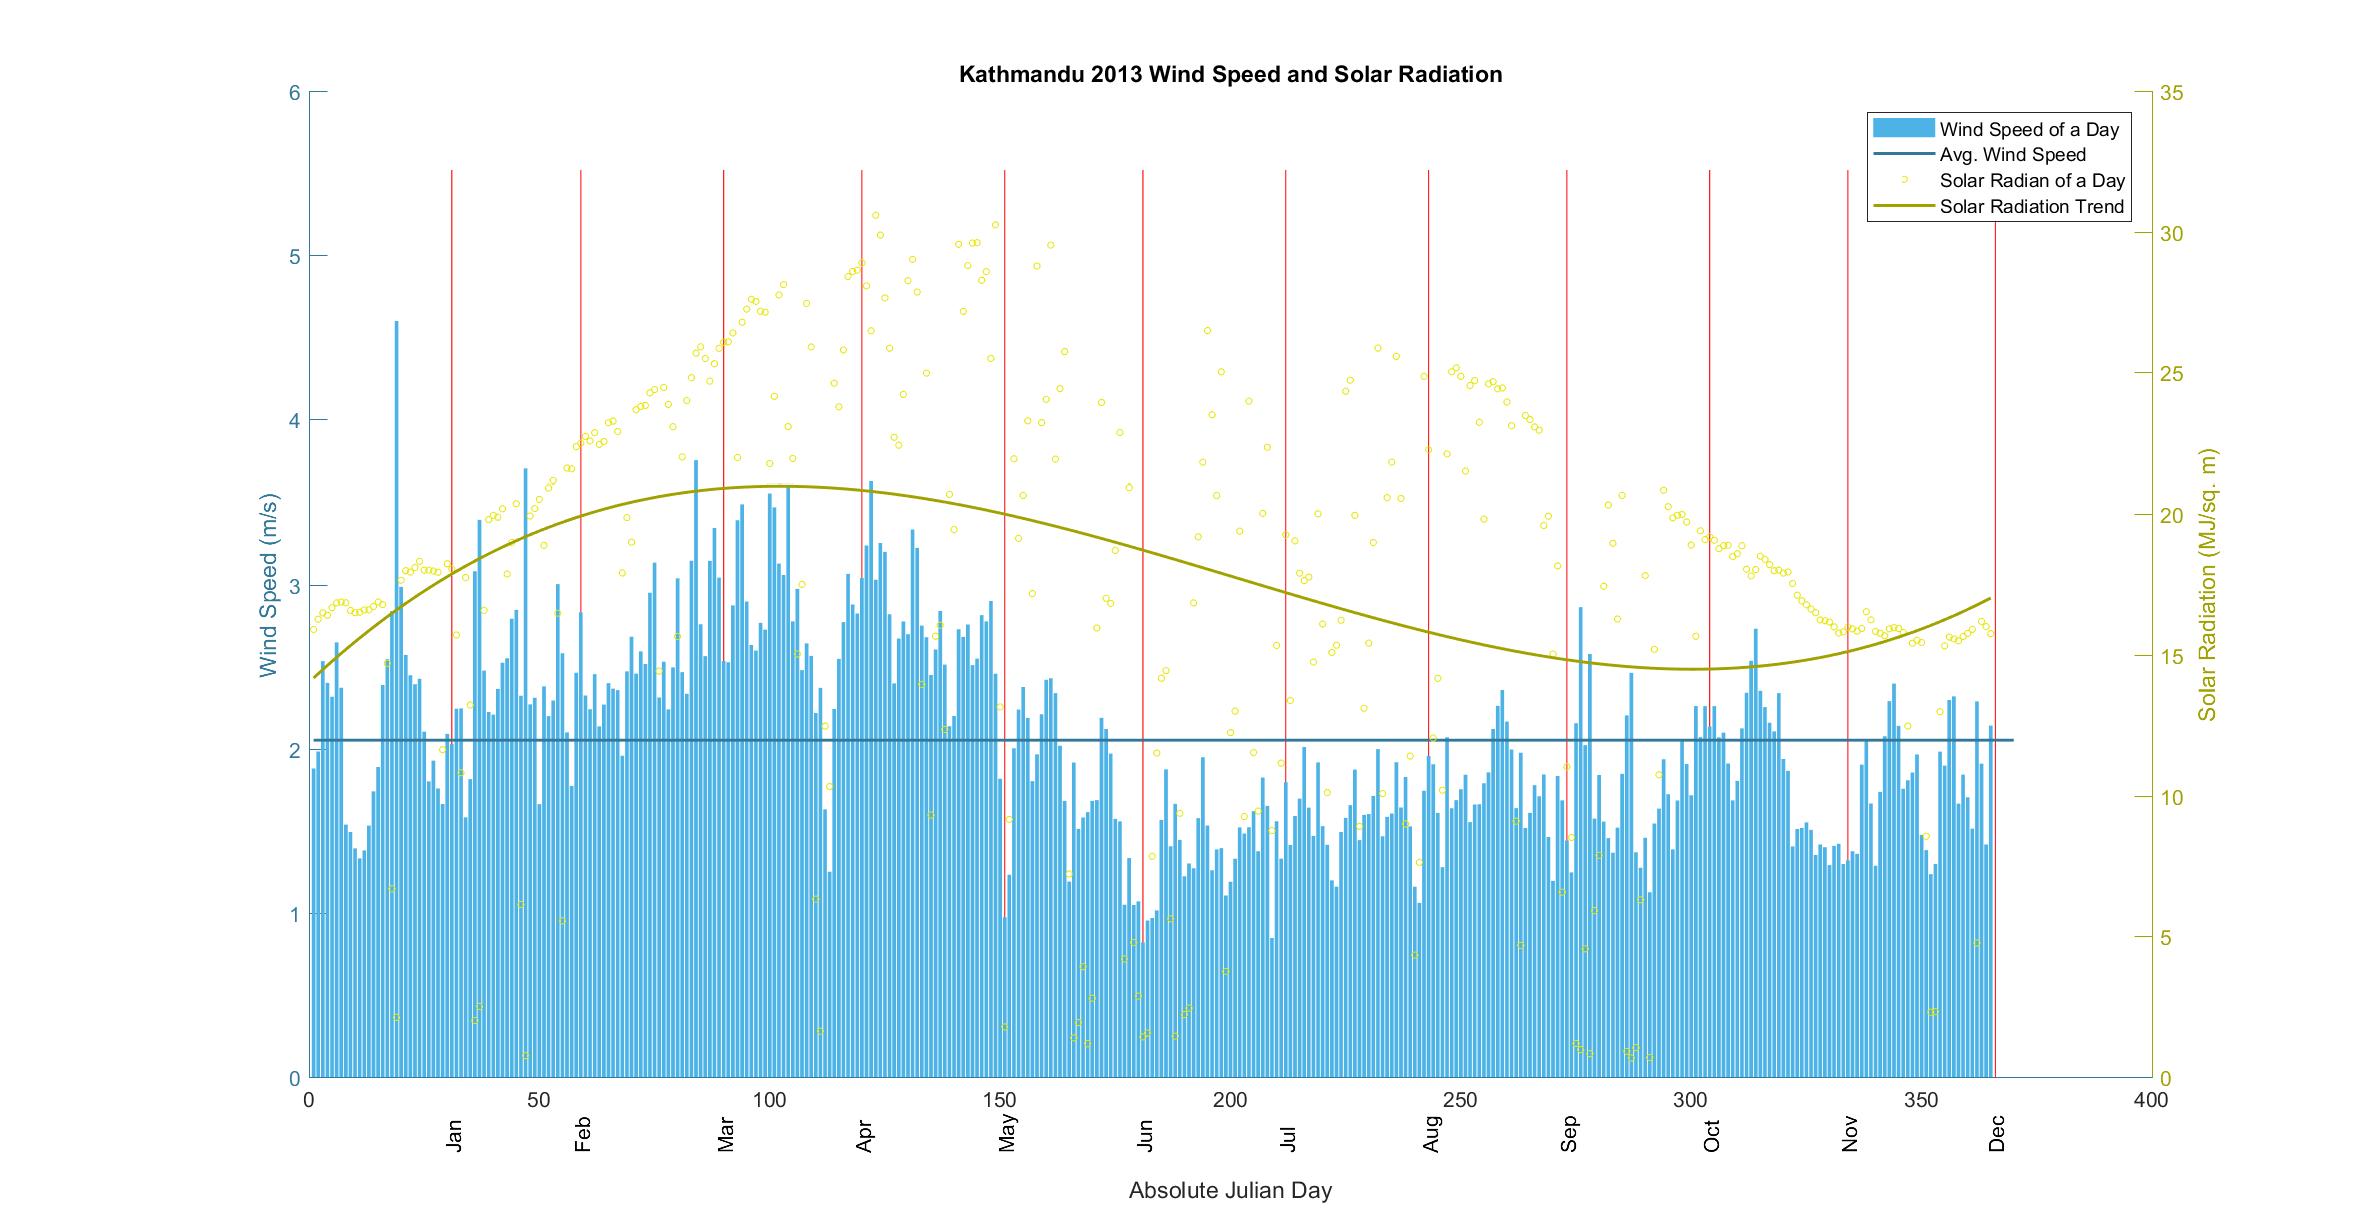 Kathmandu 2013 Wind Speed and Solar Radiation
Wind Speed of a Day
Avg. Wind Speed
Solar Radian of a Day
Solar Radiation Trend
6
5
4
3
2
1
0
Wind Speed (m/s)
35
30
25
20
15
10
5
0
Solar Radiation (MJ/sq. m)
0 50 100 150 200 250 300 350 400
Jan Feb Mar Apr May Jun Jul Aug Sep Oct Nov Dec
Absolute Julian Day